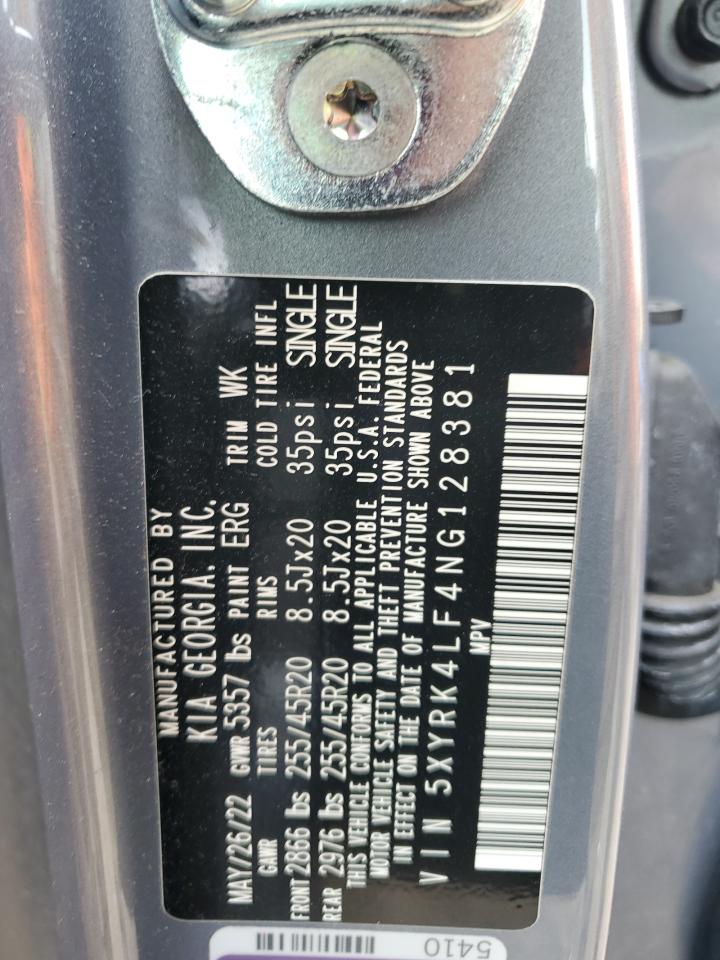 MANUFACTURED BY
KIA GEORGIA, INC.
MAY/26/22 GVWR 5357 lbs PAINT ERG TRIM WK
GAWR TIRES RIMS COLD TIRE INFL
FRONT 2866 lbs 255/45R20 8.5Jx20 35psi SINGLE
REAR 2976 lbs 255/45R20 8.5Jx20 35psi SINGLE
THIS VEHICLE CONFORMS TO ALL APPLICABLE U.S.A. FEDERAL
MOTOR VEHICLE SAFETY AND THEFT PREVENTION STANDARDS
IN EFFECT ON THE DATE OF MANUFACTURE SHOWN ABOVE
VIN 5XYRK4LF4NG128381
MPV
5410